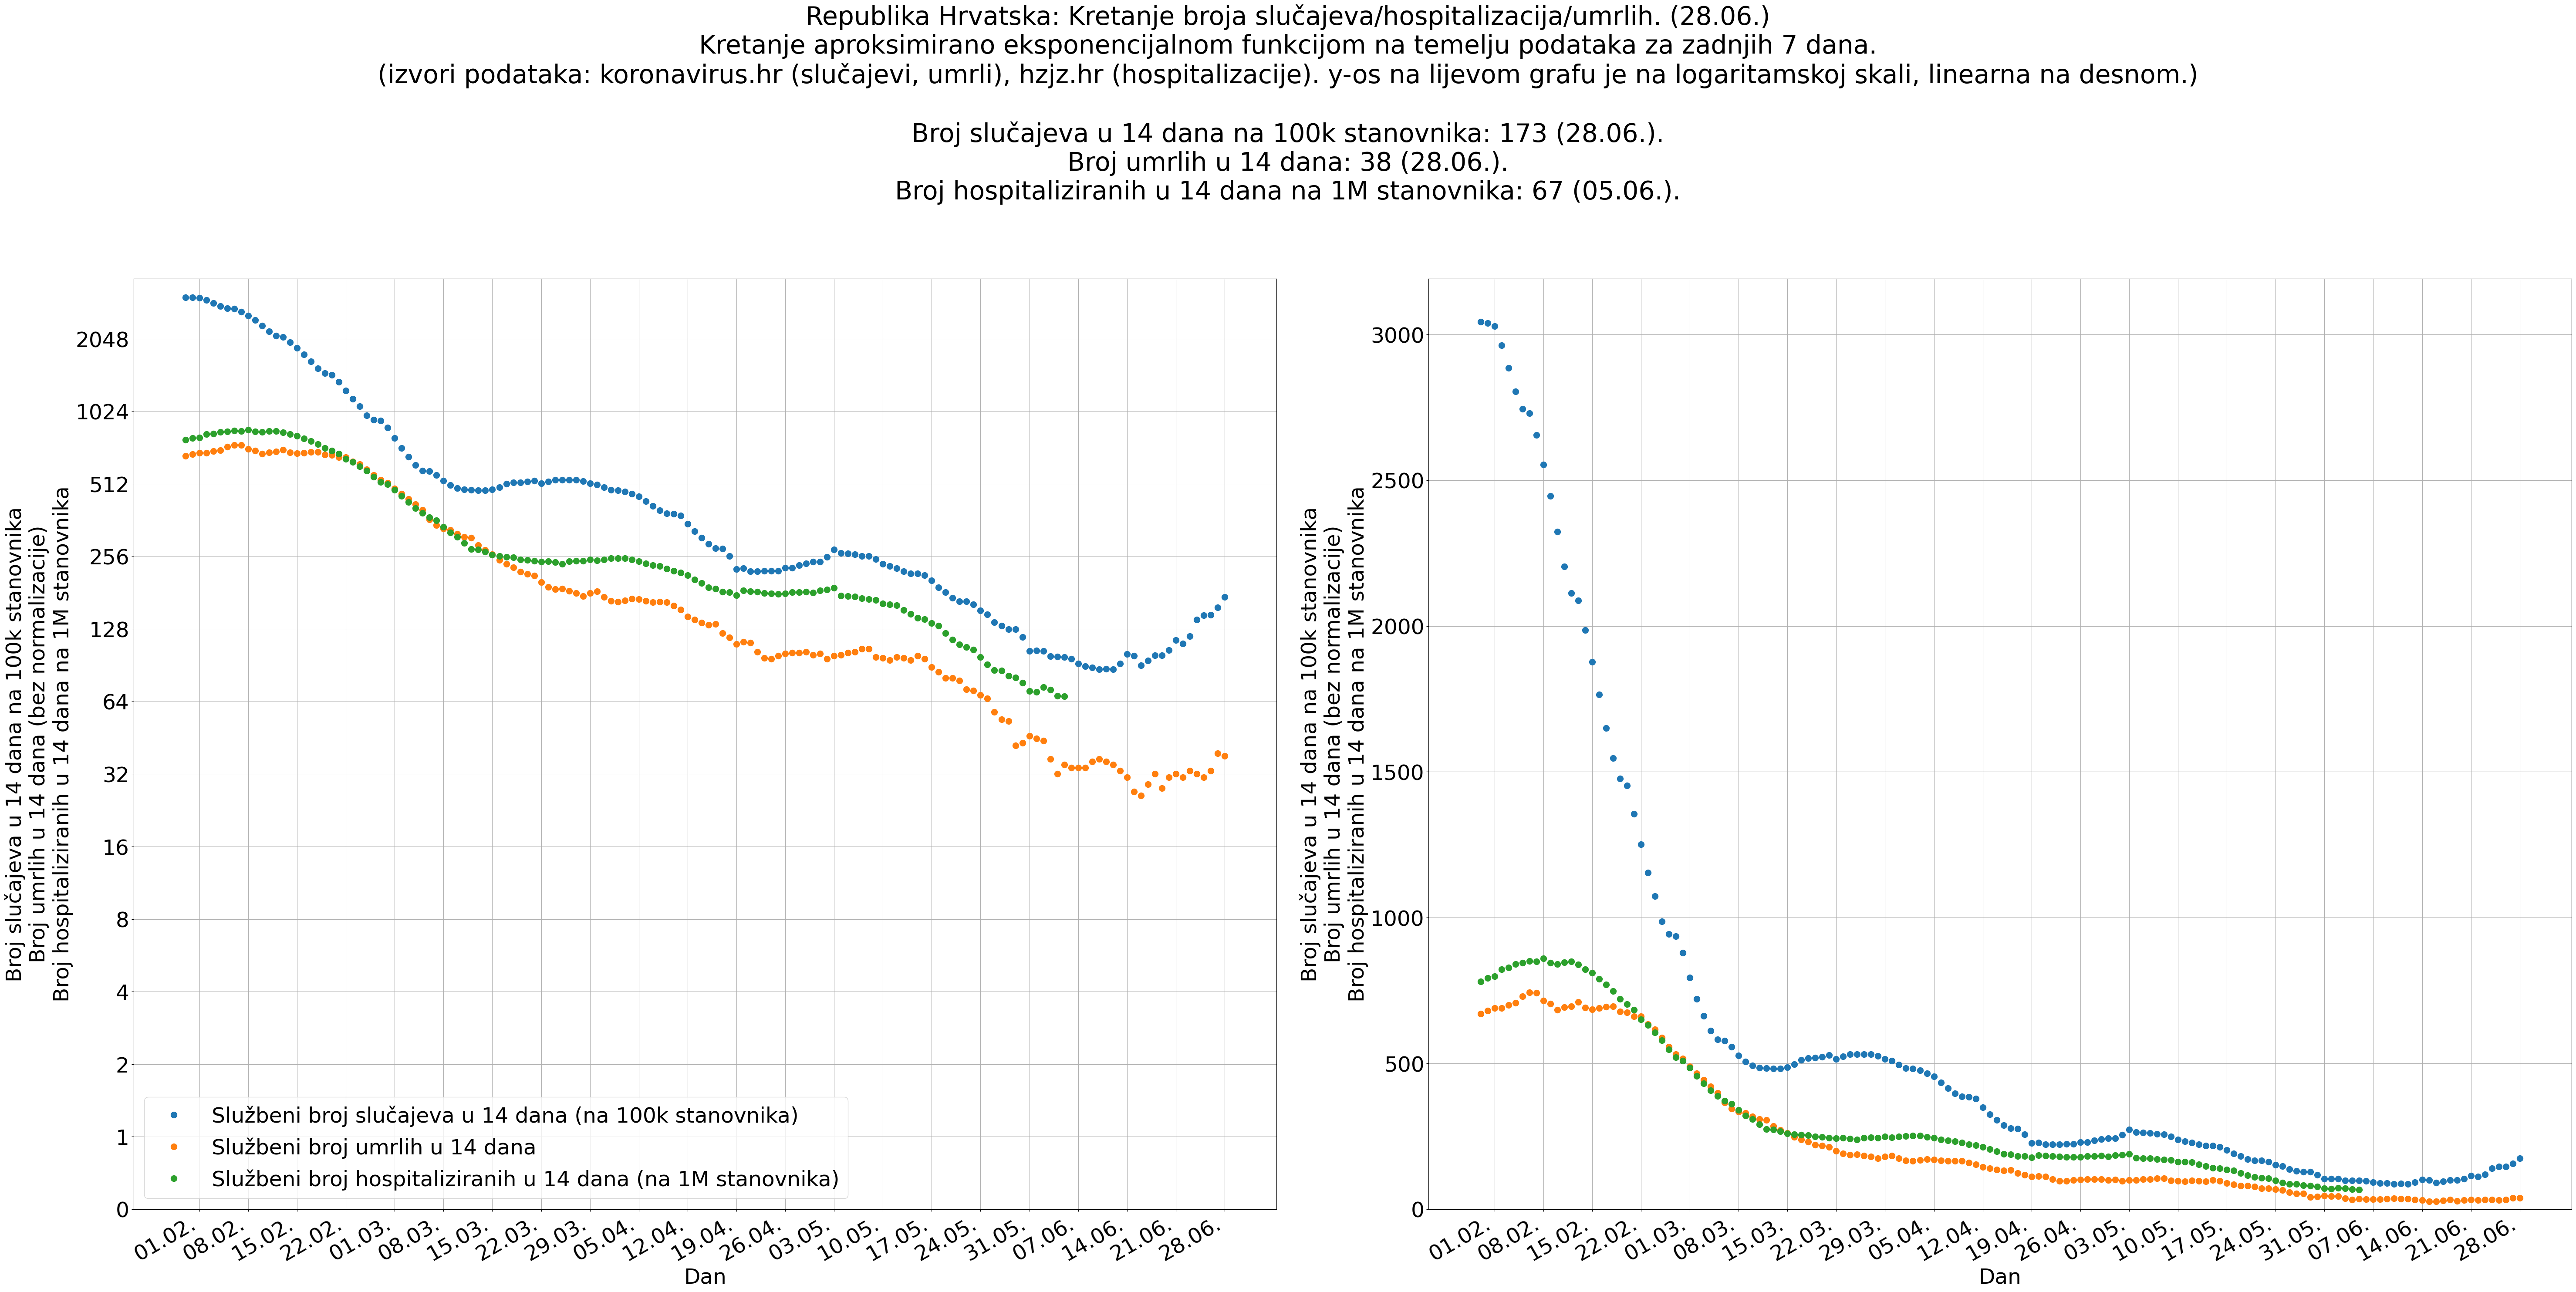 Republika Hrvatska: Kretanje broja slučajeva/hospitalizacija/umrlih. (28.06.)
Kretanje aproksimirano eksponencijalnom funkcijom na temelju podataka za zadnjih 7 dana.
(izvori podataka: koronavirus.hr (slučajevi, umrli), hzjz.hr (hospitalizacije). y-os na lijevom grafu je na logaritamskoj skali, linearna na desnom.)
Broj slučajeva u 14 dana na 100k stanovnika: 173 (28.06.).
Broj umrlih u 14 dana: 38 (28.06.).
Broj hospitaliziranih u 14 dana na 1M stanovnika: 67 (05.06.).
Broj slučajeva u 14 dana na 100k stanovnika
Broj umrlih u 14 dana (bez normalizacije)
Broj hospitaliziranih u 14 dana na 1M stanovnika
2048
1024
512
256
128
64
32
16
8
4
2
1
0
Službeni broj slučajeva u 14 dana (na 100k stanovnika)
Službeni broj umrlih u 14 dana
Službeni broj hospitaliziranih u 14 dana (na 1M stanovnika)
01.02. 08.02. 15.02. 22.02. 01.03. 08.03. 15.03. 22.03. 29.03. 05.04. 12.04. 19.04. 26.04. 03.05. 10.05. 17.05. 24.05. 31.05. 07.06. 14.06. 21.06. 28.06.
Dan
Broj slučajeva u 14 dana na 100k stanovnika
Broj umrlih u 14 dana (bez normalizacije)
Broj hospitaliziranih u 14 dana na 1M stanovnika
3000
2500
2000
1500
1000
500
0
01.02. 08.02. 15.02. 22.02. 01.03. 08.03. 15.03. 22.03. 29.03. 05.04. 12.04. 19.04. 26.04. 03.05. 10.05. 17.05. 24.05. 31.05. 07.06. 14.06. 21.06. 28.06.
Dan